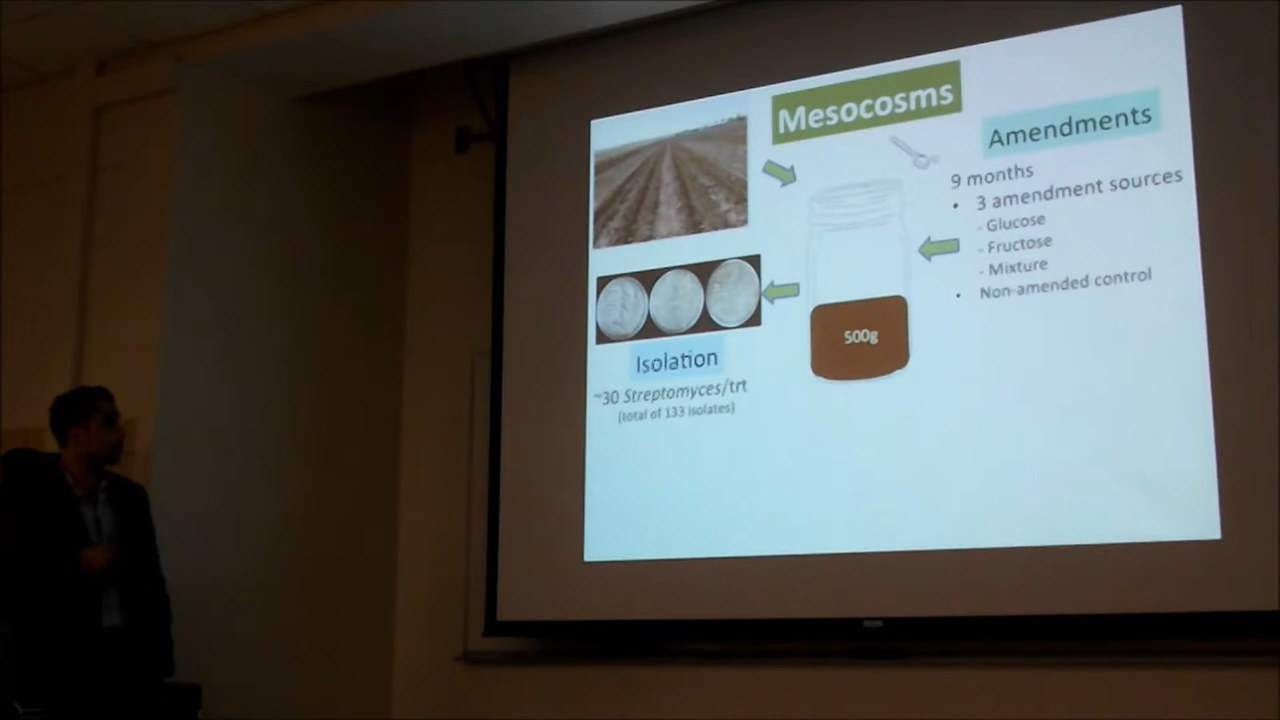 Mesocosms
Amendments
9 months
• 3 amendment sources
- Glucose
- Fructose
- Mixture
• Non-amended control
500g
Isolation
~30 Streptomyces/trt
(total of 133 isolates)